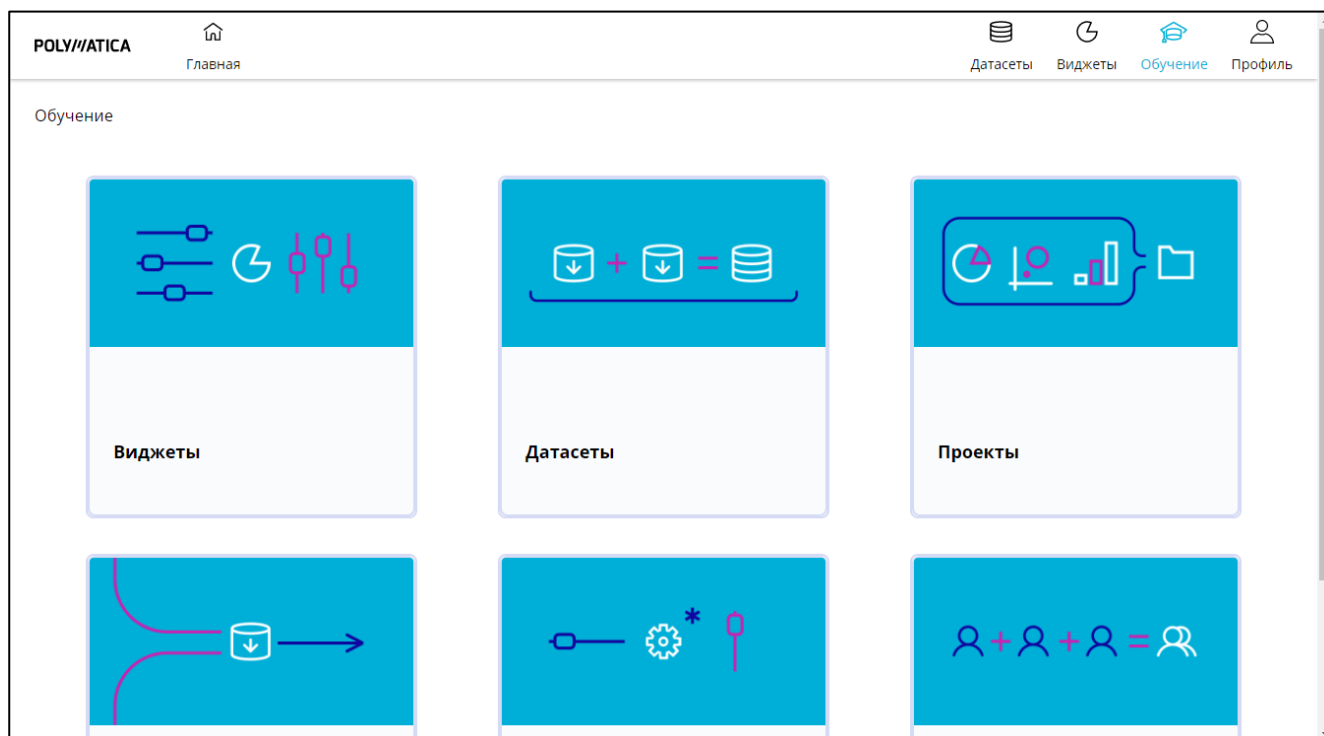 POLYMATICA
Главная
Датасеты
Виджеты
Обучение
Профиль
Обучение
Виджеты
Датасеты
Проекты